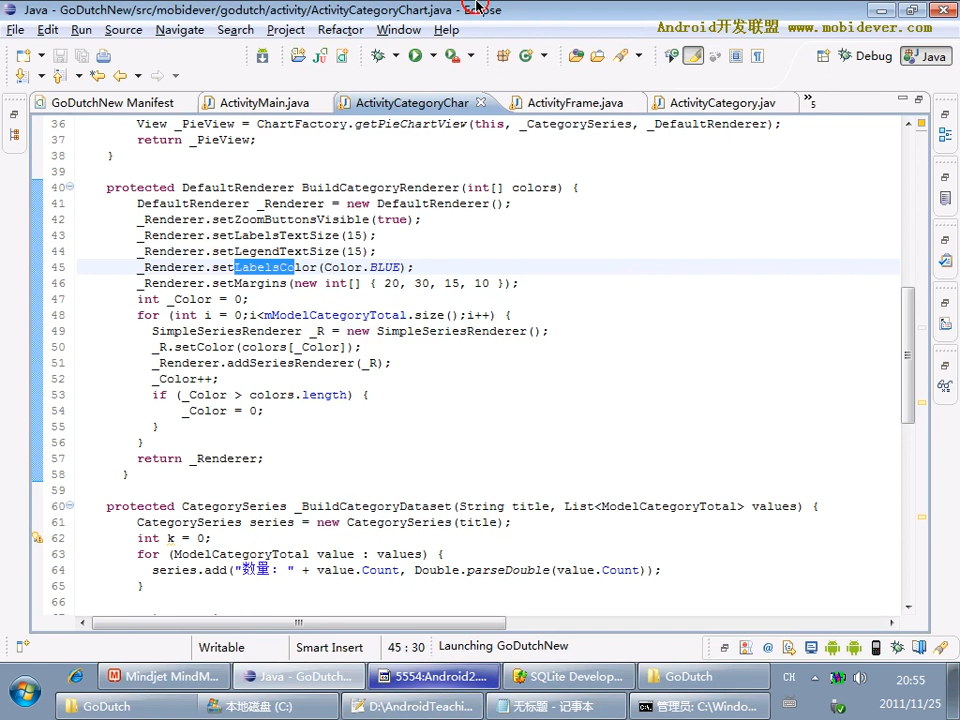 Java - GoDutchNew/src/mobidever/godutch/activity/ActivityCategoryChart.java - Eclipse
File Edit Run Source Navigate Search Project Refactor Window Help
Android开发联盟 www.mobidever.com
Debug Java
GoDutchNew Manifest ActivityMain.java ActivityCategoryChar ActivityFrame.java ActivityCategory.jav »5
36 View _PieView = ChartFactory.getPieChartView(this, _CategorySeries, _DefaultRenderer);
37 return _PieView;
38 }
39
40 protected DefaultRenderer BuildCategoryRenderer(int[] colors) {
41 DefaultRenderer _Renderer = new DefaultRenderer();
42 _Renderer.setZoomButtonsVisible(true);
43 _Renderer.setLabelsTextSize(15);
44 _Renderer.setLegendTextSize(15);
45 _Renderer.setLabelsColor(Color.BLUE);
46 _Renderer.setMargins(new int[] { 20, 30, 15, 10 });
47 int _Color = 0;
48 for (int i = 0;i<mModelCategoryTotal.size();i++) {
49 SimpleSeriesRenderer _R = new SimpleSeriesRenderer();
50 _R.setColor(colors[_Color]);
51 _Renderer.addSeriesRenderer(_R);
52 _Color++;
53 if (_Color > colors.length) {
54 _Color = 0;
55 }
56 }
57 return _Renderer;
58 }
59
60 protected CategorySeries _BuildCategoryDataset(String title, List<ModelCategoryTotal> values) {
61 CategorySeries series = new CategorySeries(title);
62 int k = 0;
63 for (ModelCategoryTotal value : values) {
64 series.add("数量: " + value.Count, Double.parseDouble(value.Count));
65 }
66
Writable Smart Insert 45 : 30 Launching GoDutchNew
Mindjet MindM... Java - GoDutch... 5554:Android2.... SQLite Develop... GoDutch CH
20:55
GoDutch 本地磁盘 (C:) D:\AndroidTeachin... 无标题 - 记事本 管理员: C:\Window...
2011/11/25